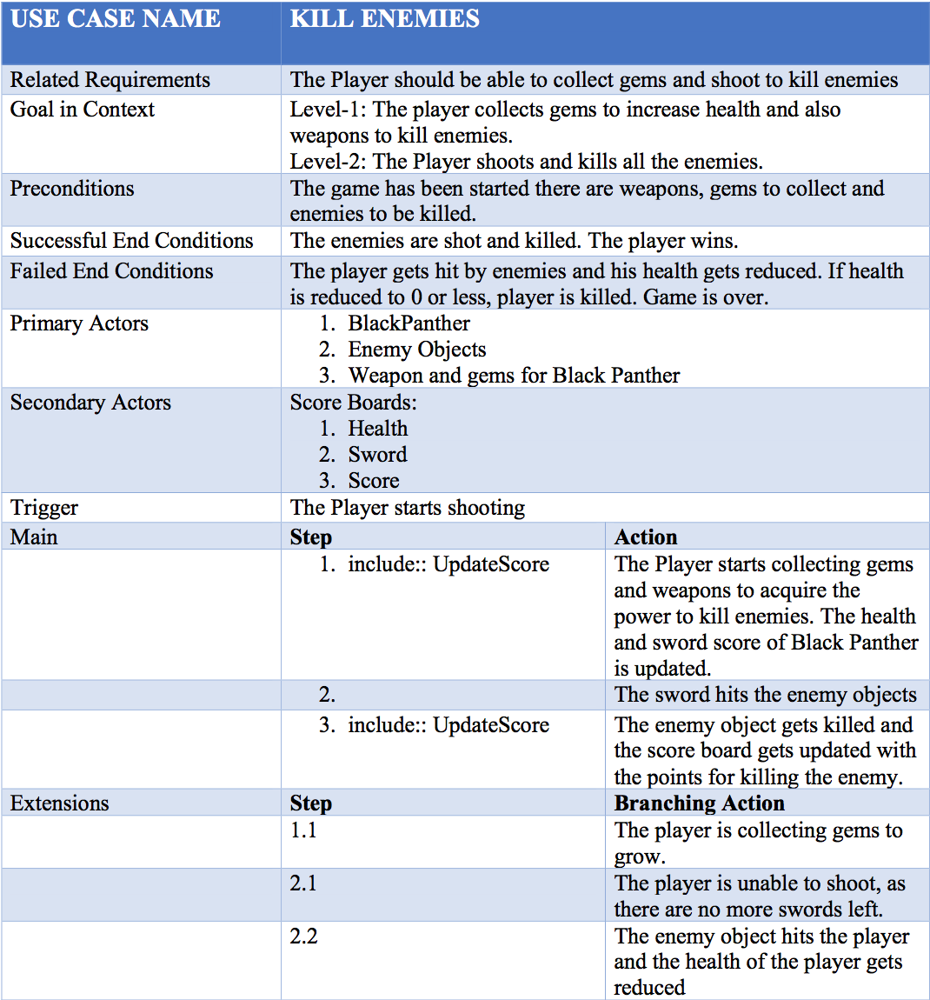 USE CASE NAME KILL ENEMIES
Related Requirements The Player should be able to collect gems and shoot to kill enemies
Goal in Context Level-1: The player collects gems to increase health and also
weapons to kill enemies.
Level-2: The Player shoots and kills all the enemies.
Preconditions The game has been started there are weapons, gems to collect and
enemies to be killed.
Successful End Conditions The enemies are shot and killed. The player wins.
Failed End Conditions The player gets hit by enemies and his health gets reduced. If health
is reduced to 0 or less, player is killed. Game is over.
Primary Actors 1. BlackPanther
2. Enemy Objects
3. Weapon and gems for Black Panther
Secondary Actors Score Boards:
1. Health
2. Sword
3. Score
Trigger The Player starts shooting
Main Step Action
1. include:: UpdateScore The Player starts collecting gems
and weapons to acquire the
power to kill enemies. The health
and sword score of Black Panther
is updated.
2. The sword hits the enemy objects
3. include:: UpdateScore The enemy object gets killed and
the score board gets updated with
the points for killing the enemy.
Extensions Step Branching Action
1.1 The player is collecting gems to
grow.
2.1 The player is unable to shoot, as
there are no more swords left.
2.2 The enemy object hits the player
and the health of the player gets
reduced